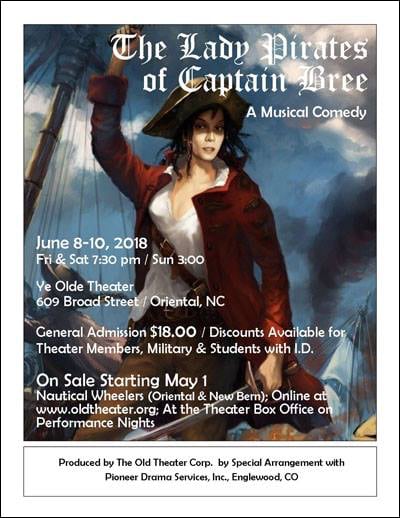 The Lady Pirates
of Captain Bree
A Musical Comedy
June 8-10, 2018
Fri & Sat 7:30 pm / Sun 3:00
Ye Olde Theater
609 Broad Street / Oriental, NC
General Admission $18.00 / Discounts Available for
Theater Members, Military & Students with I.D.
On Sale Starting May 1
Nautical Wheelers (Oriental & New Bern); Online at
www.oldtheater.org; At the Theater Box Office on
Performance Nights
Produced by The Old Theater Corp. by Special Arrangement with
Pioneer Drama Services, Inc., Englewood, CO